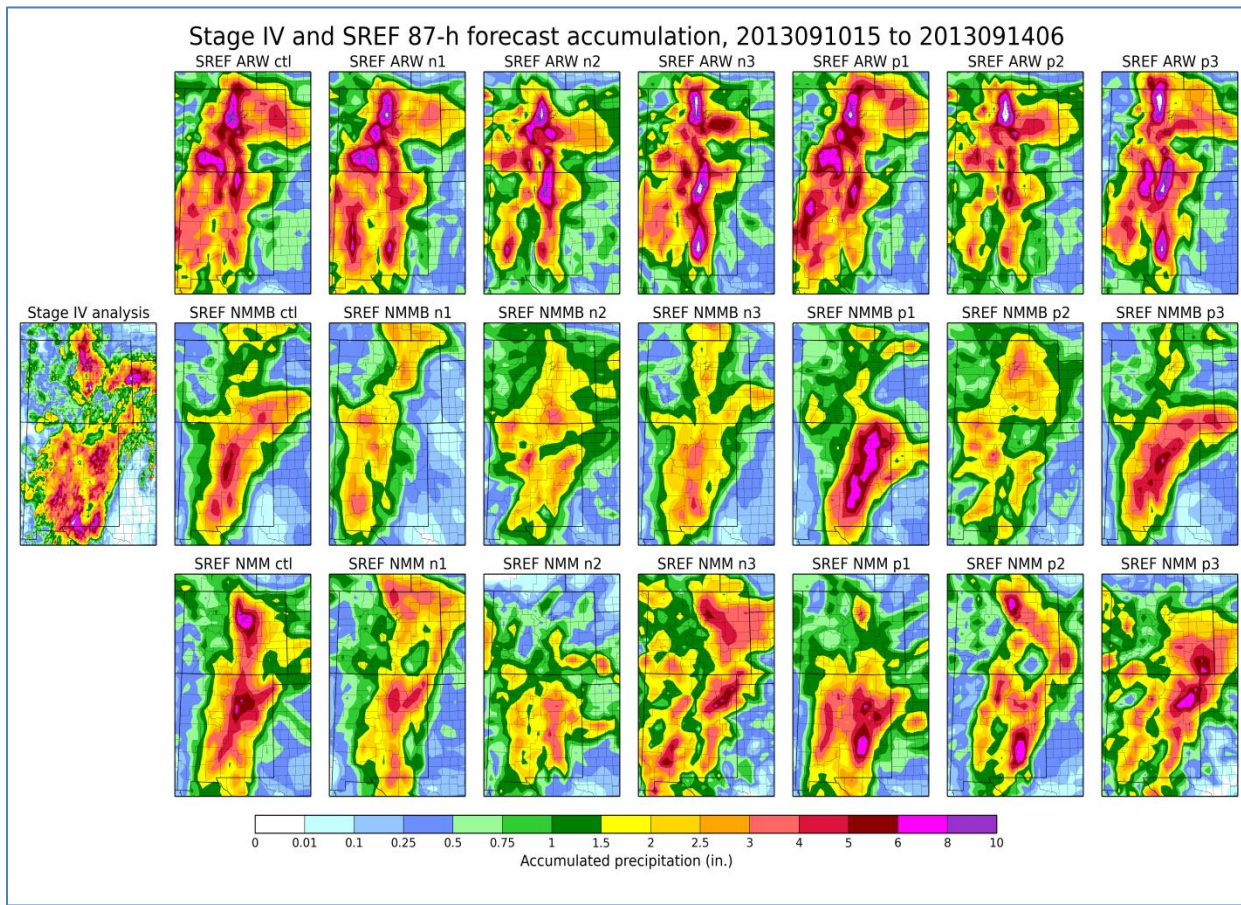 Stage IV and SREF 87-h forecast accumulation, 2013091015 to 2013091406
SREF ARW ctl
SREF ARW n1
SREF ARW n2
SREF ARW n3
SREF ARW p1
SREF ARW p2
SREF ARW p3
Stage IV analysis
SREF NMMB ctl
SREF NMMB n1
SREF NMMB n2
SREF NMMB n3
SREF NMMB p1
SREF NMMB p2
SREF NMMB p3
SREF NMM ctl
SREF NMM n1
SREF NMM n2
SREF NMM n3
SREF NMM p1
SREF NMM p2
SREF NMM p3
0 0.01 0.1 0.25 0.5 0.75 1 1.5 2 2.5 3 4 5 6 8 10
Accumulated precipitation (in.)